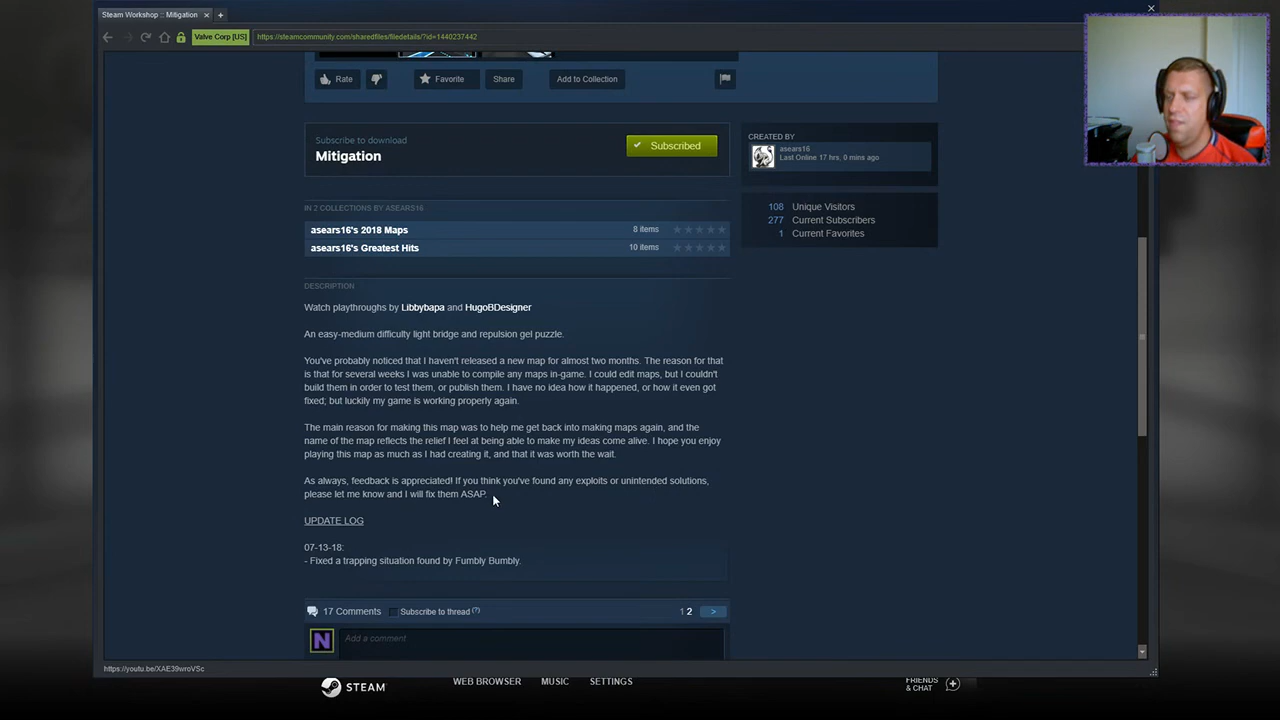 Steam Workshop :: Mitigation
Valve Corp [US]
https://steamcommunity.com/sharedfiles/filedetails/?id=1440237442
Rate
Favorite
Share
Add to Collection
Subscribe to download
Mitigation
Subscribed
CREATED BY
asears16
Last Online 17 hrs, 0 mins ago
108 Unique Visitors
277 Current Subscribers
1 Current Favorites
IN 2 COLLECTIONS BY ASEARS16
asears16's 2018 Maps 8 items
asears16's Greatest Hits 10 items
DESCRIPTION
Watch playthroughs by Libbybapa and HugoBDesigner
An easy-medium difficulty light bridge and repulsion gel puzzle.
You've probably noticed that I haven't released a new map for almost two months. The reason for that
is that for several weeks I was unable to compile any maps in-game. I could edit maps, but I couldn't
build them in order to test them, or publish them. I have no idea how it happened, or how it even got
fixed; but luckily my game is working properly again.
The main reason for making this map was to help me get back into making maps again, and the
name of the map reflects the relief I feel at being able to make my ideas come alive. I hope you enjoy
playing this map as much as I had creating it, and that it was worth the wait.
As always, feedback is appreciated! If you think you've found any exploits or unintended solutions,
please let me know and I will fix them ASAP.
UPDATE LOG
07-13-18:
- Fixed a trapping situation found by Fumbly Bumbly.
17 Comments Subscribe to thread (?) 1 2 >
N
Add a comment
https://youtu.be/XAE39wroVSc
STEAM
WEB BROWSER MUSIC SETTINGS
FRIENDS
& CHAT